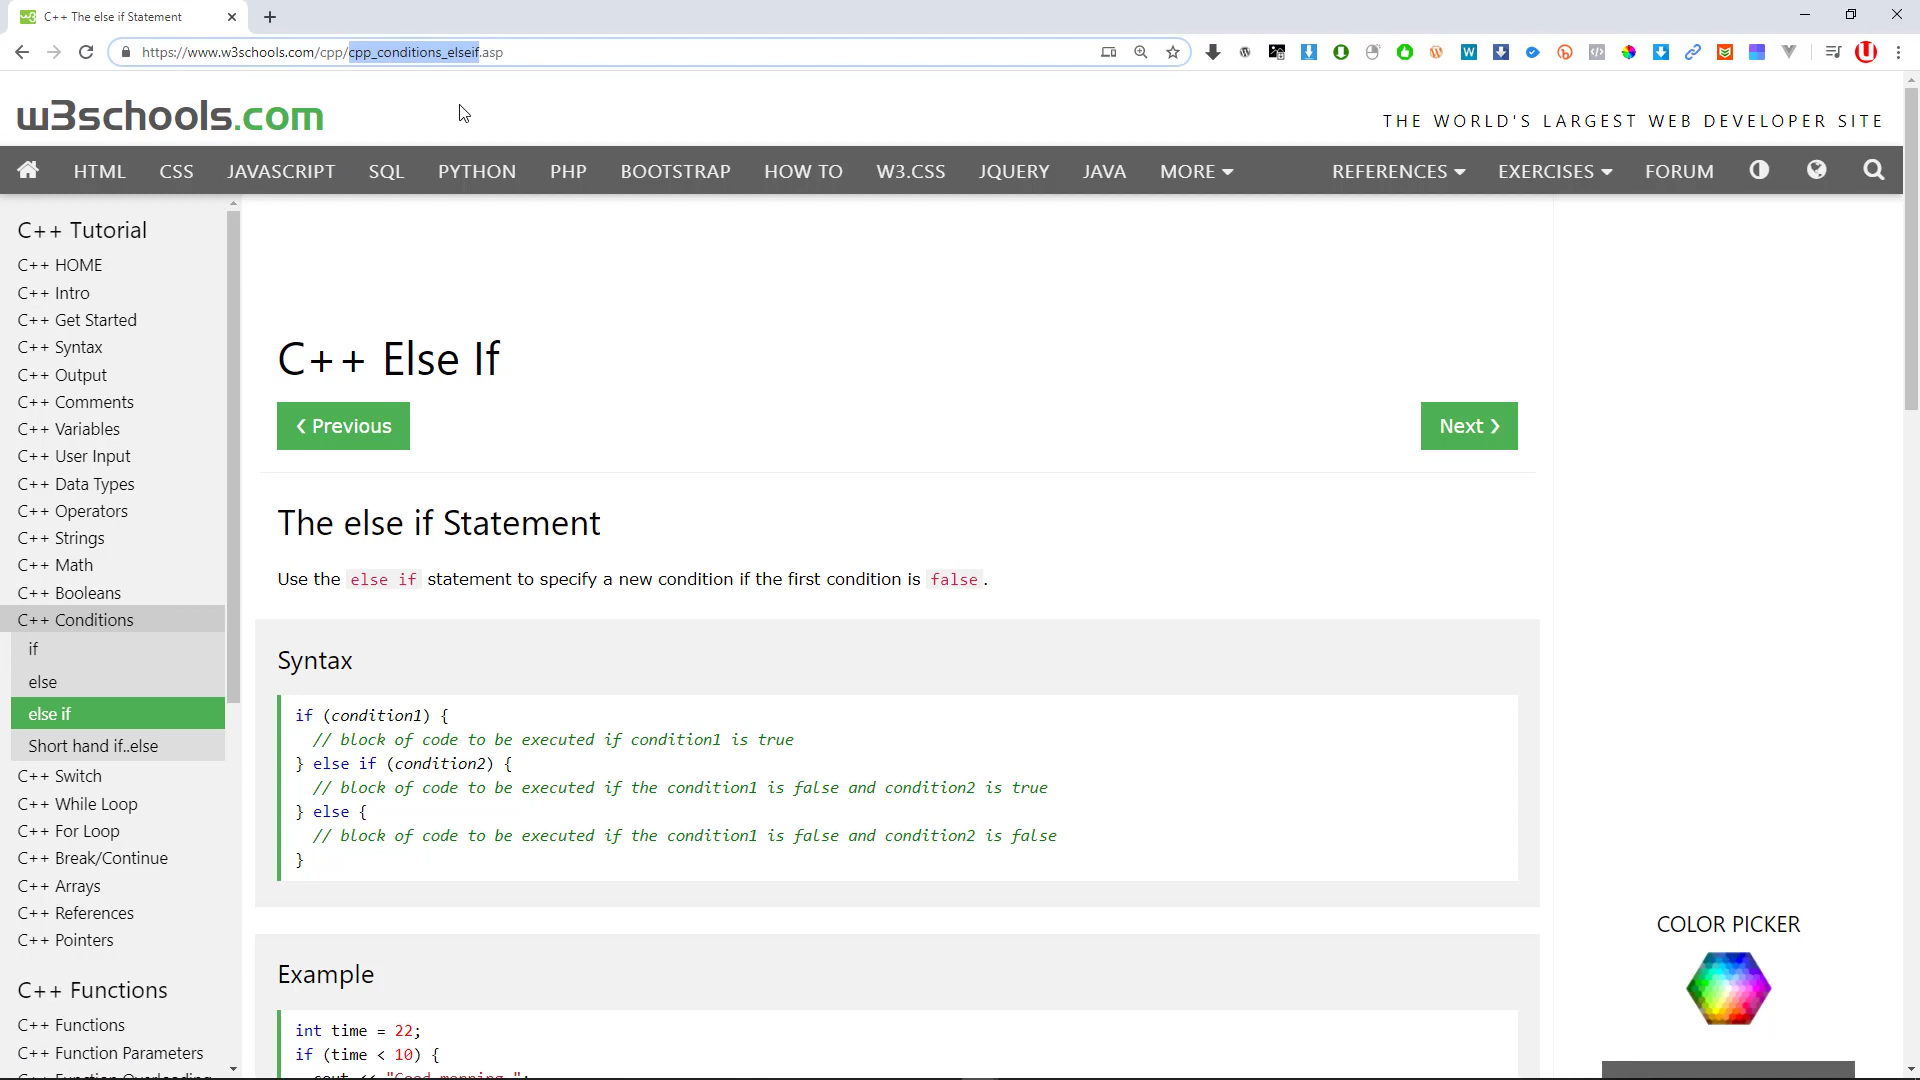 C++ The else if Statement
https://www.w3schools.com/cpp/cpp_conditions_elseif.asp
w3schools.com
THE WORLD'S LARGEST WEB DEVELOPER SITE
HTML CSS JAVASCRIPT SQL PYTHON PHP BOOTSTRAP HOW TO W3.CSS JQUERY JAVA MORE REFERENCES EXERCISES FORUM
C++ Tutorial
C++ HOME
C++ Intro
C++ Get Started
C++ Syntax
C++ Output
C++ Comments
C++ Variables
C++ User Input
C++ Data Types
C++ Operators
C++ Strings
C++ Math
C++ Booleans
C++ Conditions
if
else
else if
Short hand if..else
C++ Switch
C++ While Loop
C++ For Loop
C++ Break/Continue
C++ Arrays
C++ References
C++ Pointers
C++ Functions
C++ Functions
C++ Function Parameters
C++ Function Overloading
C++ Else If
❮ Previous
Next ❯
The else if Statement
Use the else if statement to specify a new condition if the first condition is false.
Syntax
if (condition1) {
// block of code to be executed if condition1 is true
} else if (condition2) {
// block of code to be executed if the condition1 is false and condition2 is true
} else {
// block of code to be executed if the condition1 is false and condition2 is false
}
Example
int time = 22;
if (time < 10) {
cout << "Good morning.";
COLOR PICKER